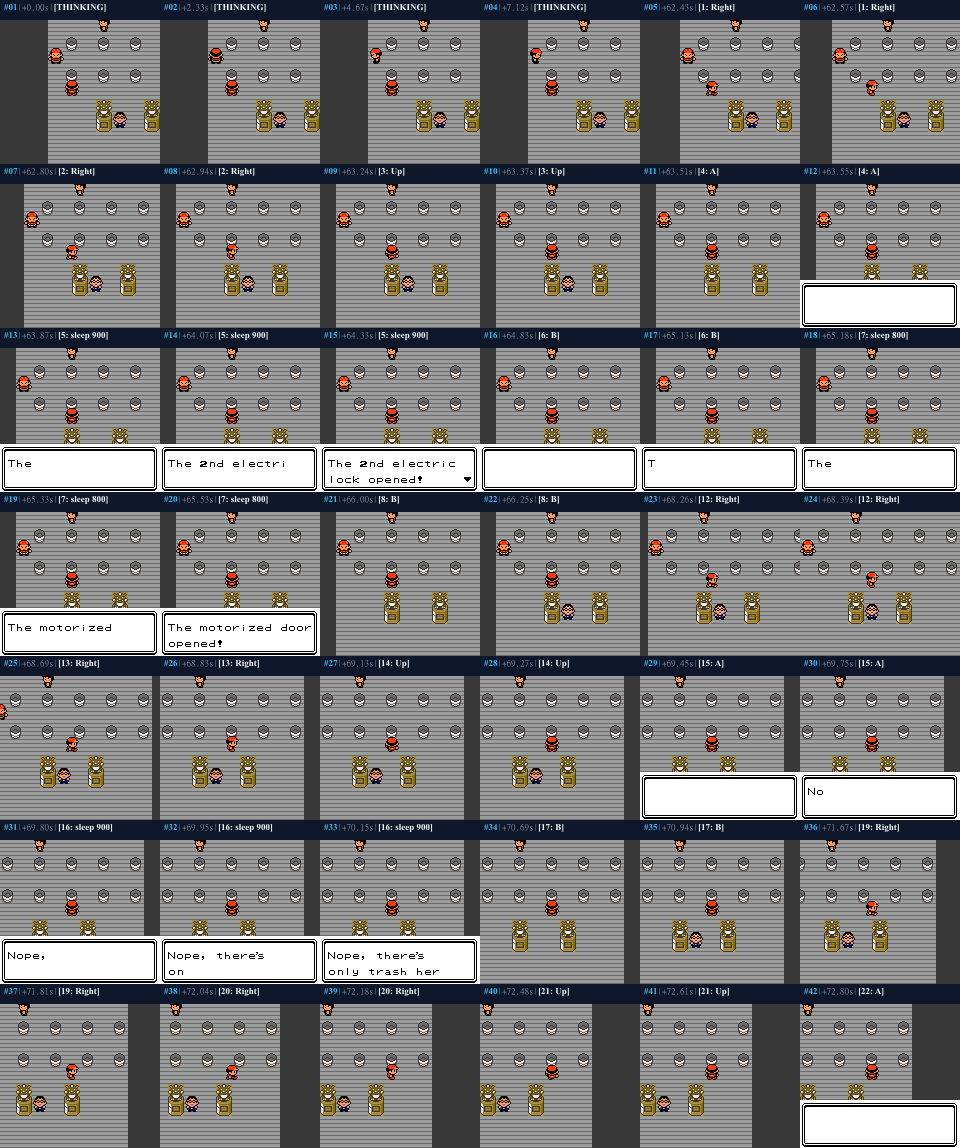 #01|+0.00s|[THINKING]
#02|+2.33s|[THINKING]
#03|+4.67s|[THINKING]
#04|+7.12s|[THINKING]
#05|+62.43s|[1: Right]
#06|+62.57s|[1: Right]
#07|+62.80s|[2: Right]
#08|+62.94s|[2: Right]
#09|+63.24s|[3: Up]
#10|+63.37s|[3: Up]
#11|+63.51s|[4: A]
#12|+63.55s|[4: A]
#13|+63.87s|[5: sleep 900]
#14|+64.07s|[5: sleep 900]
#15|+64.33s|[5: sleep 900]
#16|+64.83s|[6: B]
#17|+65.13s|[6: B]
#18|+65.18s|[7: sleep 800]
The
The 2nd electri
The 2nd electric
lock opened!
T
The
#19|+65.33s|[7: sleep 800]
#20|+65.53s|[7: sleep 800]
#21|+66.00s|[8: B]
#22|+66.25s|[8: B]
#23|+68.26s|[12: Right]
#24|+68.39s|[12: Right]
The motorized
The motorized door
opened!
#25|+68.69s|[13: Right]
#26|+68.83s|[13: Right]
#27|+69.13s|[14: Up]
#28|+69.27s|[14: Up]
#29|+69.45s|[15: A]
#30|+69.75s|[15: A]
No
#31|+69.80s|[16: sleep 900]
#32|+69.95s|[16: sleep 900]
#33|+70.15s|[16: sleep 900]
#34|+70.69s|[17: B]
#35|+70.94s|[17: B]
#36|+71.67s|[19: Right]
Nope,
Nope, there's
on
Nope, there's
only trash her
#37|+71.81s|[19: Right]
#38|+72.04s|[20: Right]
#39|+72.18s|[20: Right]
#40|+72.48s|[21: Up]
#41|+72.61s|[21: Up]
#42|+72.80s|[22: A]